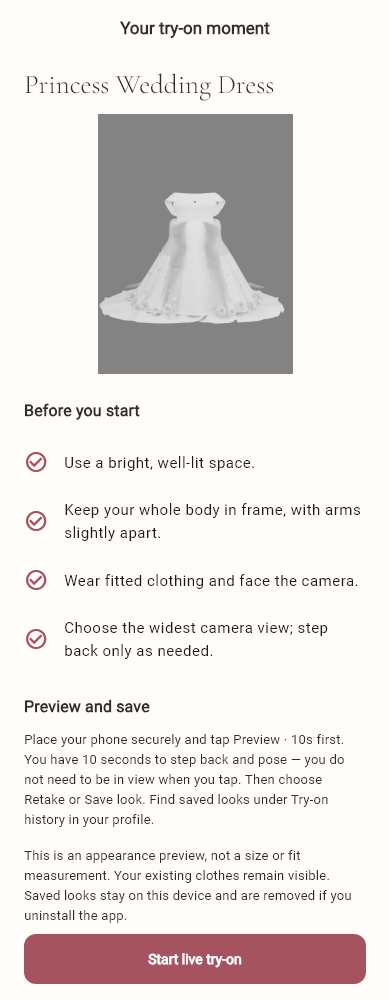 Your try-on moment
Princess Wedding Dress
Before you start
Use a bright, well-lit space.
Keep your whole body in frame, with arms
slightly apart.
Wear fitted clothing and face the camera.
Choose the widest camera view; step
back only as needed.
Preview and save
Place your phone securely and tap Preview · 10s first.
You have 10 seconds to step back and pose — you do
not need to be in view when you tap. Then choose
Retake or Save look. Find saved looks under Try-on
history in your profile.
This is an appearance preview, not a size or fit
measurement. Your existing clothes remain visible.
Saved looks stay on this device and are removed if you
uninstall the app.
Start live try-on